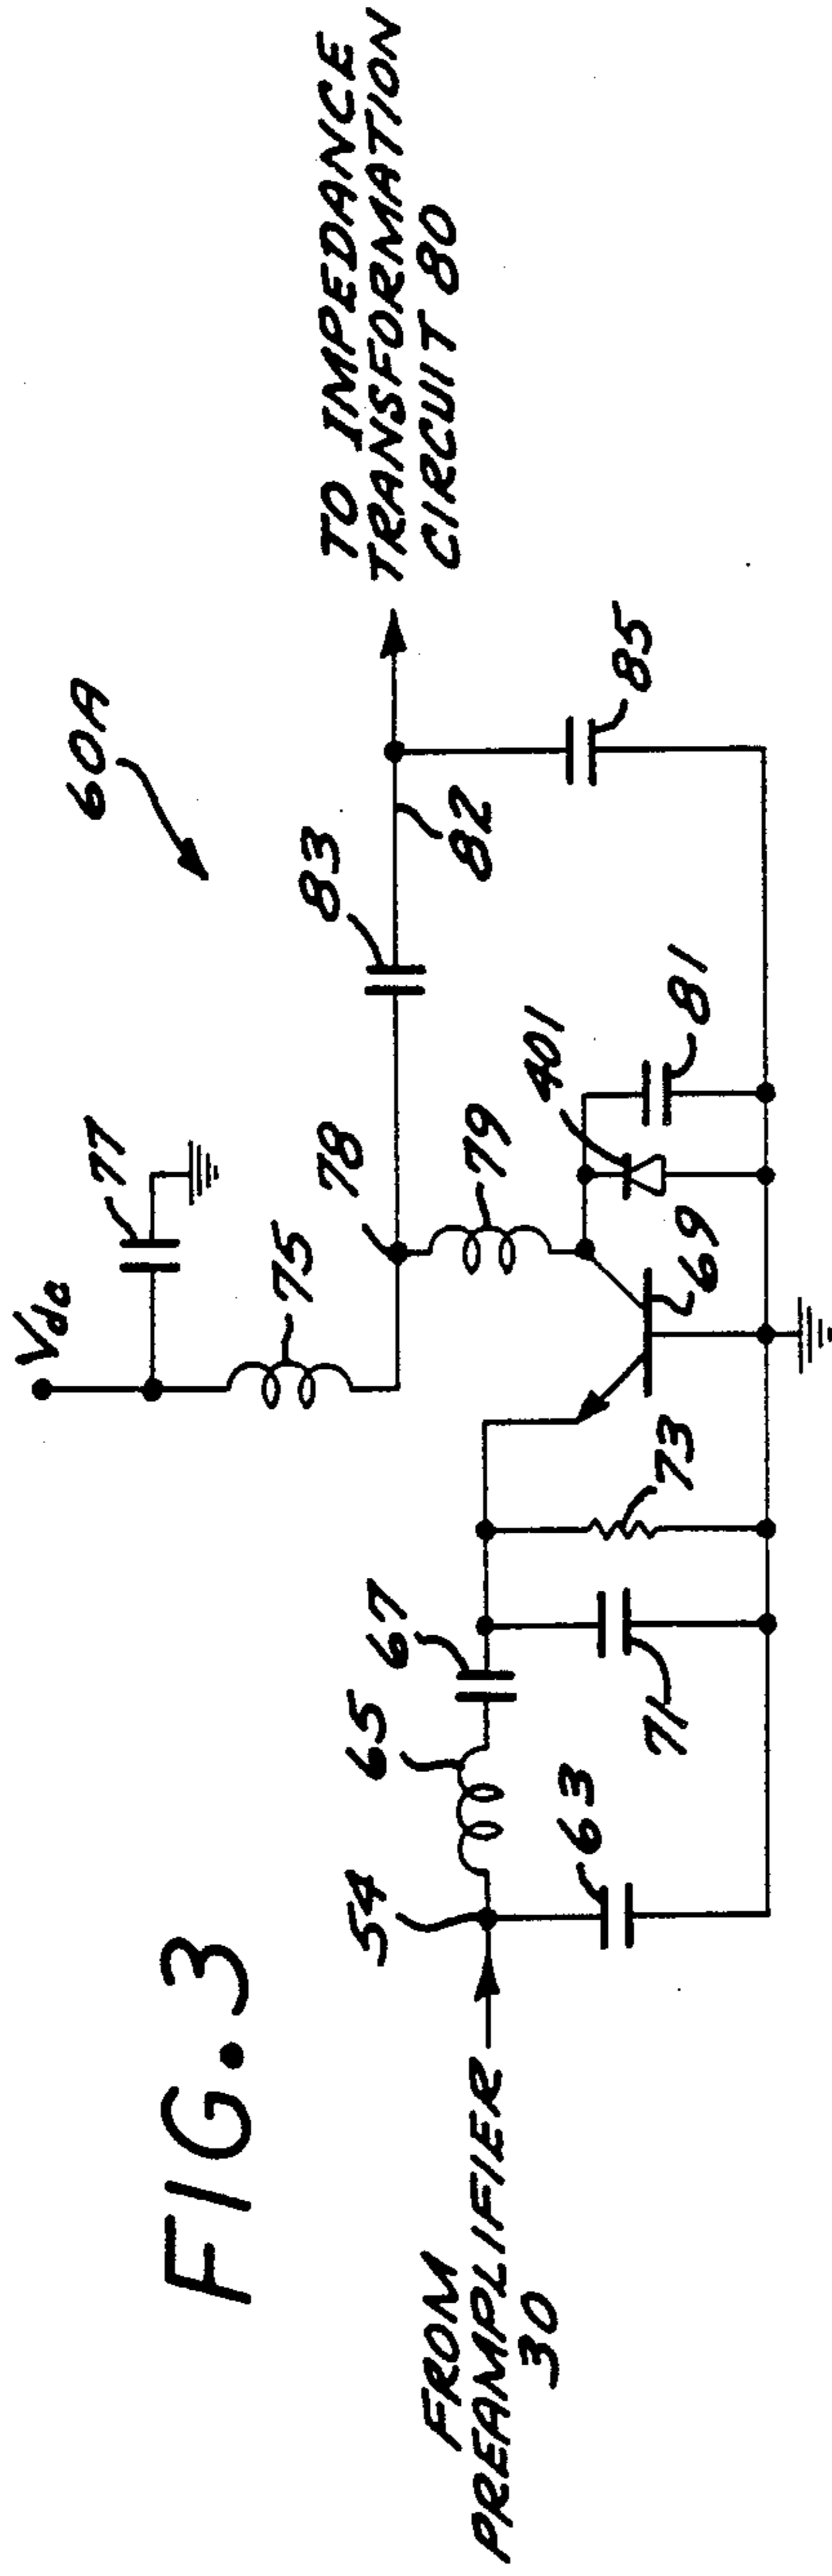 FIG. 3
60A
Vdc
77
75
78
83
82
TO IMPEDANCE
TRANSFORMATION
CIRCUIT 80
79
401
81
85
69
73
67
65
71
63
54
FROM
PREAMPLIFIER
30